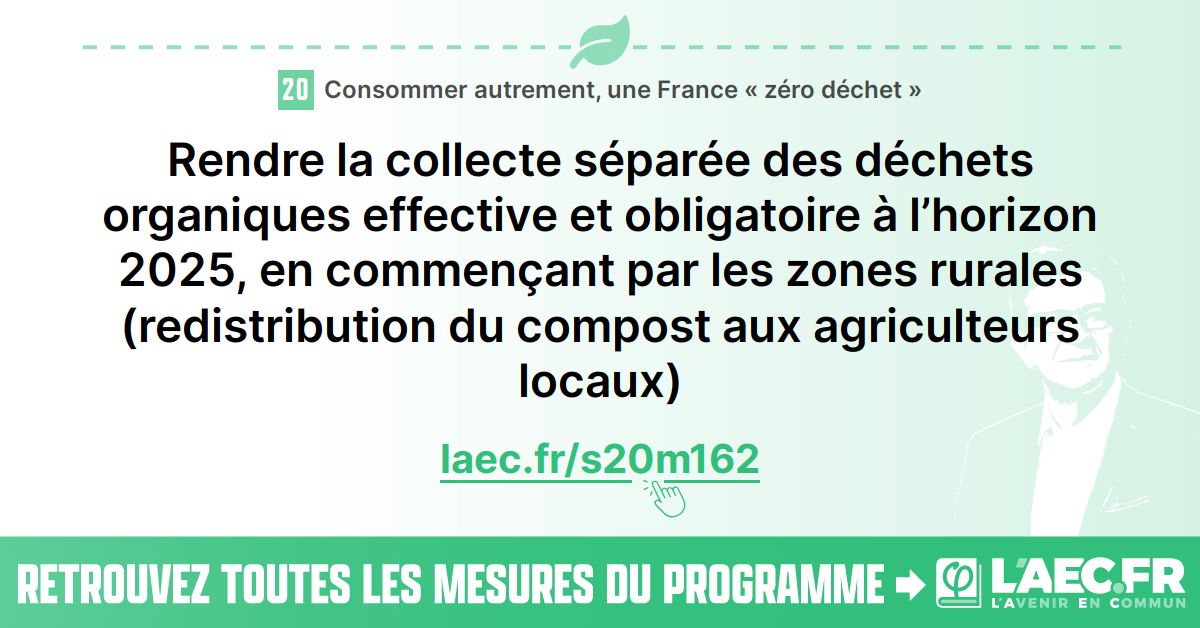 20 Consommer autrement, une France « zéro déchet »
Rendre la collecte séparée des déchets
organiques effective et obligatoire à l’horizon
2025, en commençant par les zones rurales
(redistribution du compost aux agriculteurs
locaux)
laec.fr/s20m162
RETROUVEZ TOUTES LES MESURES DU PROGRAMME
φ L'AEC.FR
L'AVENIR EN COMMUN